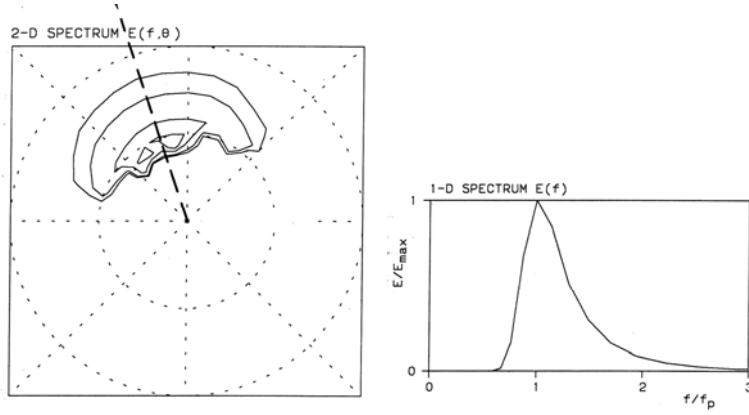 2-D SPECTRUM E(f,θ)
1-D SPECTRUM E(f)
1
E/Emax
0
0
1
2
3
f/fp